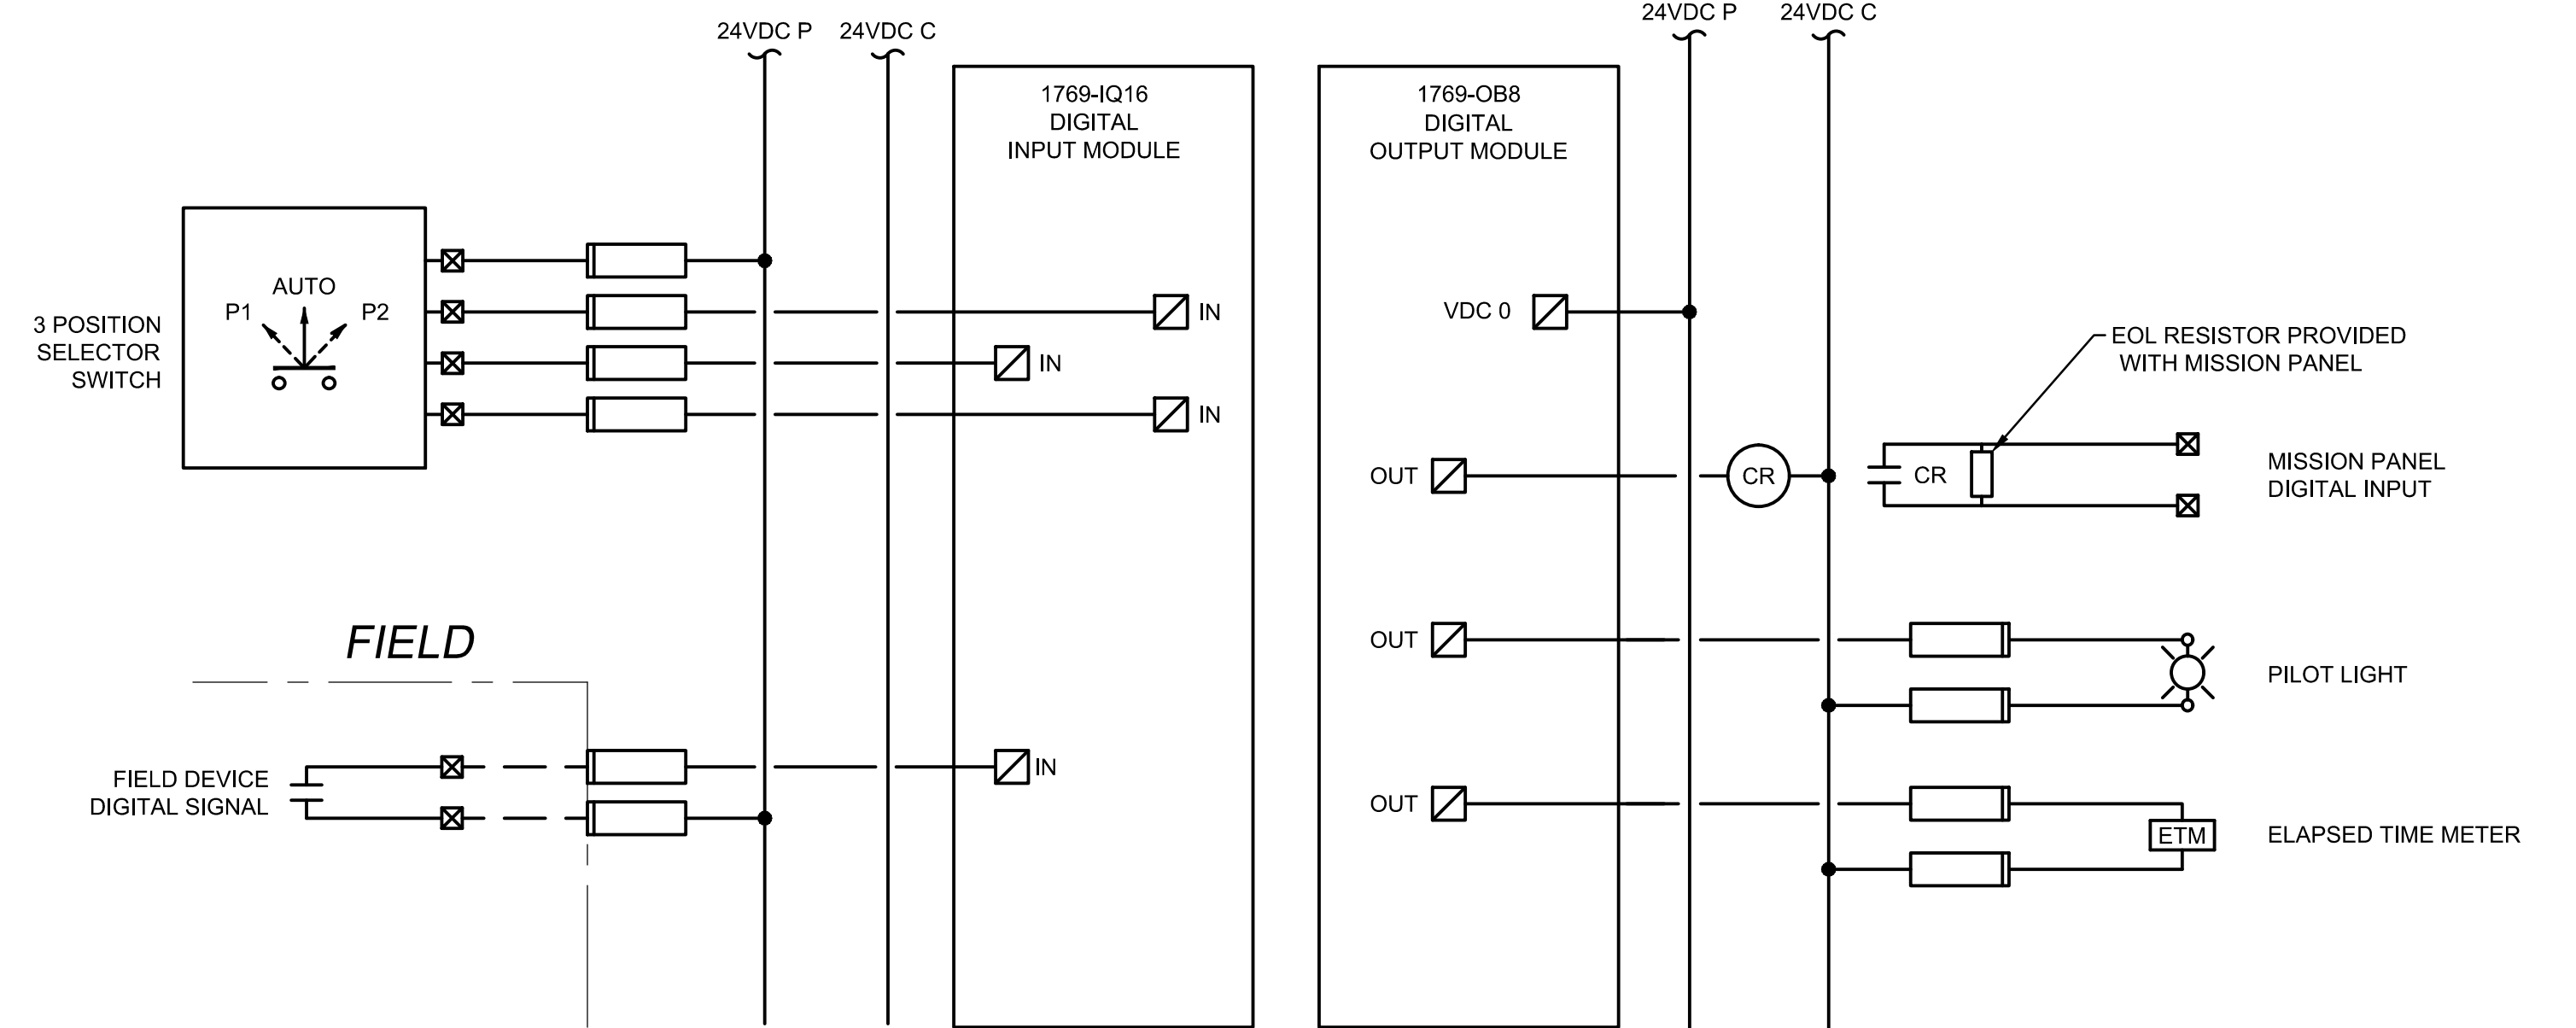 24VDC P
24VDC C
24VDC P
24VDC C
1769-IQ16
DIGITAL
INPUT MODULE
1769-OB8
DIGITAL
OUTPUT MODULE
3 POSITION
SELECTOR
SWITCH
P1
AUTO
P2
IN
IN
IN
VDC 0
EOL RESISTOR PROVIDED
WITH MISSION PANEL
OUT
CR
CR
MISSION PANEL
DIGITAL INPUT
FIELD
OUT
PILOT LIGHT
FIELD DEVICE
DIGITAL SIGNAL
IN
OUT
ETM
ELAPSED TIME METER